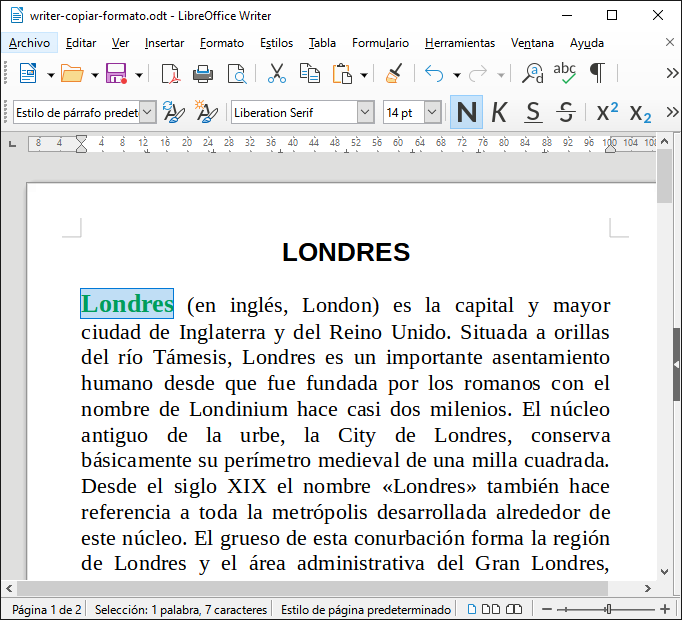 writer-copiar-formato.odt - LibreOffice Writer
Archivo Editar Ver Insertar Formato Estilos Tabla Formulario Herramientas Ventana Ayuda
abc
Estilo de párrafo predet Liberation Serif 14 pt N K S S X2 X2
8 4 4 8 12 16 20 24 28 32 36 40 44 48 52 56 60 64 68 72 76 80 84 88 92 96 100 104 108
LONDRES
Londres (en inglés, London) es la capital y mayor
ciudad de Inglaterra y del Reino Unido. Situada a orillas
del río Támesis, Londres es un importante asentamiento
humano desde que fue fundada por los romanos con el
nombre de Londinium hace casi dos milenios. El núcleo
antiguo de la urbe, la City de Londres, conserva
básicamente su perímetro medieval de una milla cuadrada.
Desde el siglo XIX el nombre «Londres» también hace
referencia a toda la metrópolis desarrollada alrededor de
este núcleo. El grueso de esta conurbación forma la región
de Londres y el área administrativa del Gran Londres,
Página 1 de 2 Selección: 1 palabra, 7 caracteres Estilo de página predeterminado